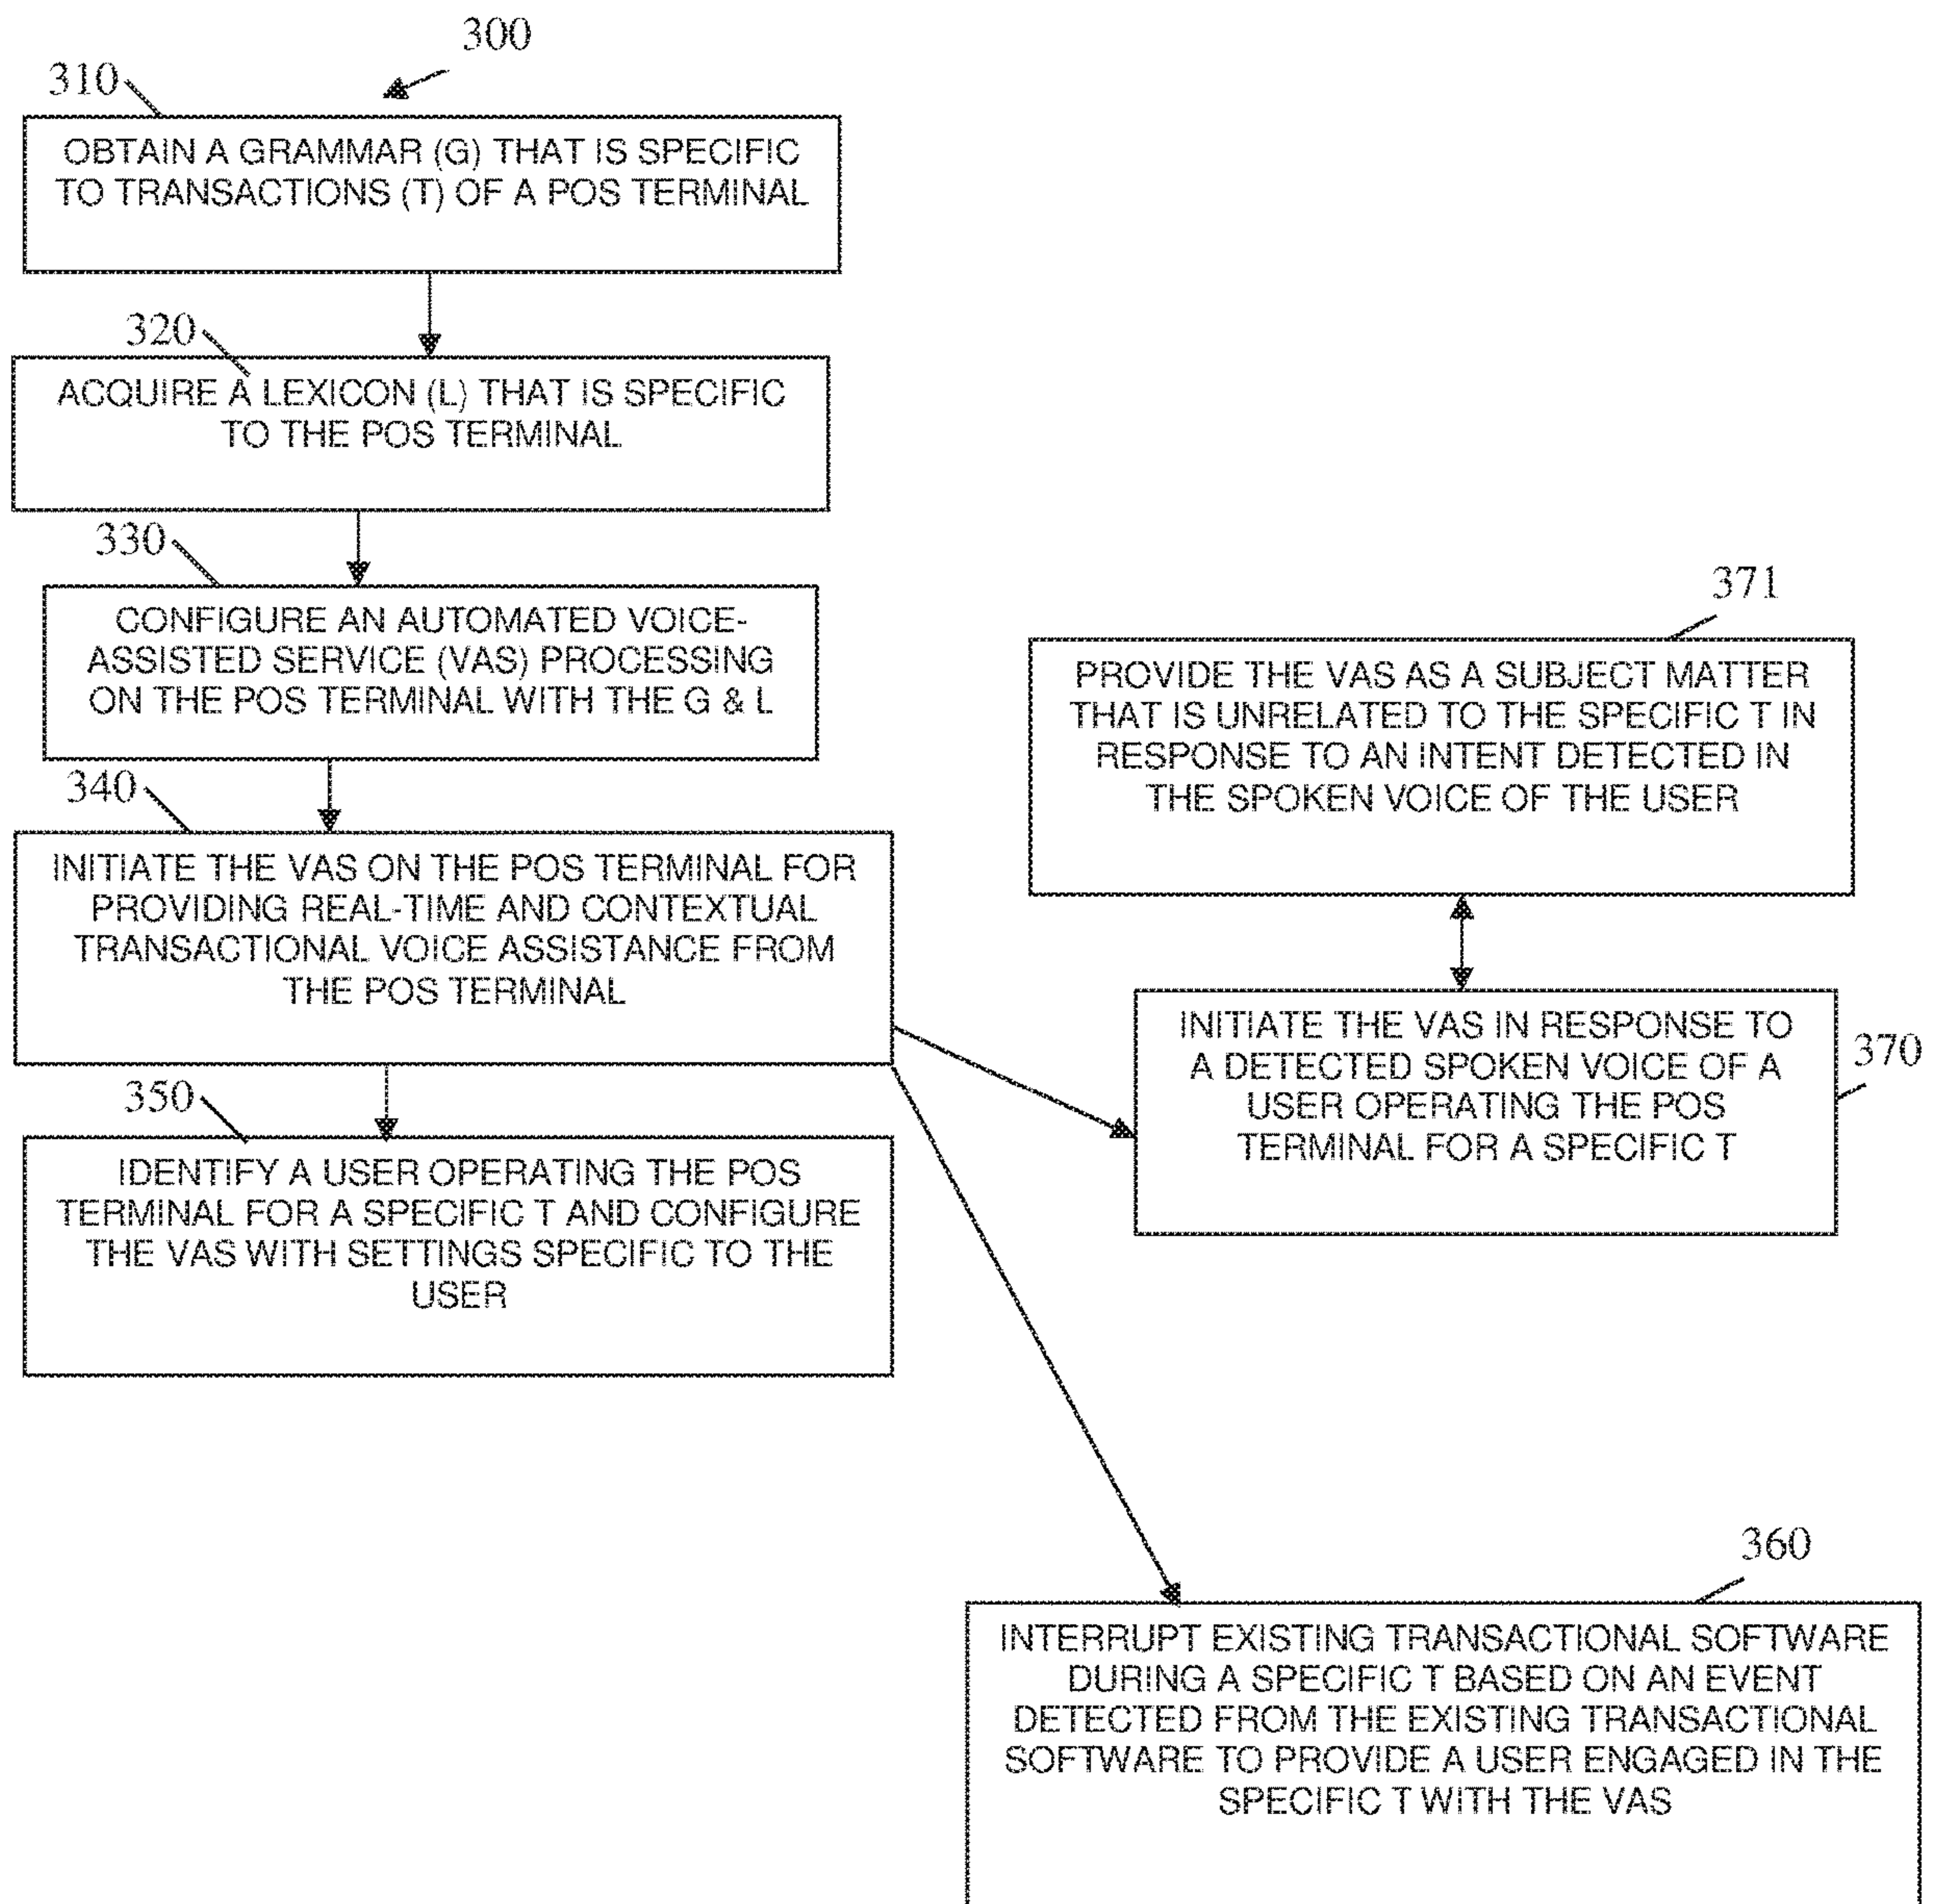 300
310
OBTAIN A GRAMMAR (G) THAT IS SPECIFIC
TO TRANSACTIONS (T) OF A POS TERMINAL
320
ACQUIRE A LEXICON (L) THAT IS SPECIFIC
TO THE POS TERMINAL
330
CONFIGURE AN AUTOMATED VOICE-
ASSISTED SERVICE (VAS) PROCESSING
ON THE POS TERMINAL WITH THE G & L
340
INITIATE THE VAS ON THE POS TERMINAL FOR
PROVIDING REAL-TIME AND CONTEXTUAL
TRANSACTIONAL VOICE ASSISTANCE FROM
THE POS TERMINAL
350
IDENTIFY A USER OPERATING THE POS
TERMINAL FOR A SPECIFIC T AND CONFIGURE
THE VAS WITH SETTINGS SPECIFIC TO THE
USER
371
PROVIDE THE VAS AS A SUBJECT MATTER
THAT IS UNRELATED TO THE SPECIFIC T IN
RESPONSE TO AN INTENT DETECTED IN
THE SPOKEN VOICE OF THE USER
370
INITIATE THE VAS IN RESPONSE TO
A DETECTED SPOKEN VOICE OF A
USER OPERATING THE POS
TERMINAL FOR A SPECIFIC T
360
INTERRUPT EXISTING TRANSACTIONAL SOFTWARE
DURING A SPECIFIC T BASED ON AN EVENT
DETECTED FROM THE EXISTING TRANSACTIONAL
SOFTWARE TO PROVIDE A USER ENGAGED IN THE
SPECIFIC T WITH THE VAS